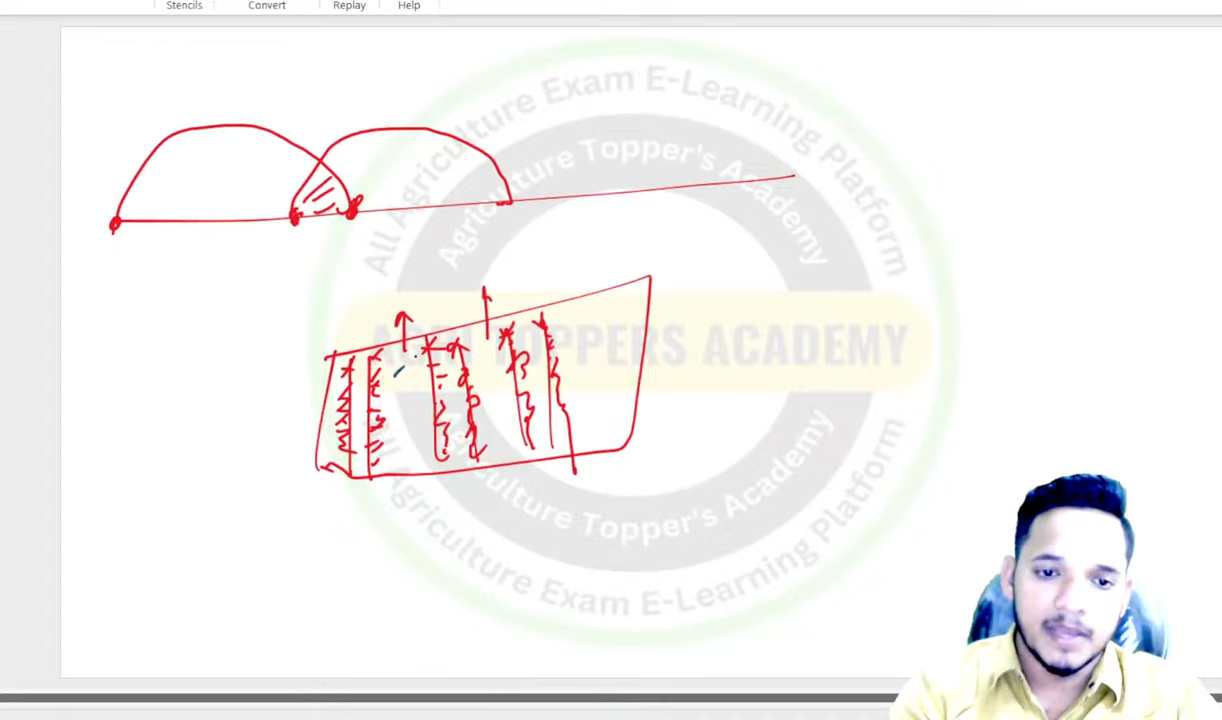 Stencils Convert Replay Help
All Agriculture Exam E-Learning Platform
Agriculture Topper's Academy
AGRI TOPPERS ACADEMY
Agriculture Topper's Academy
All Agriculture Exam E-Learning Platform